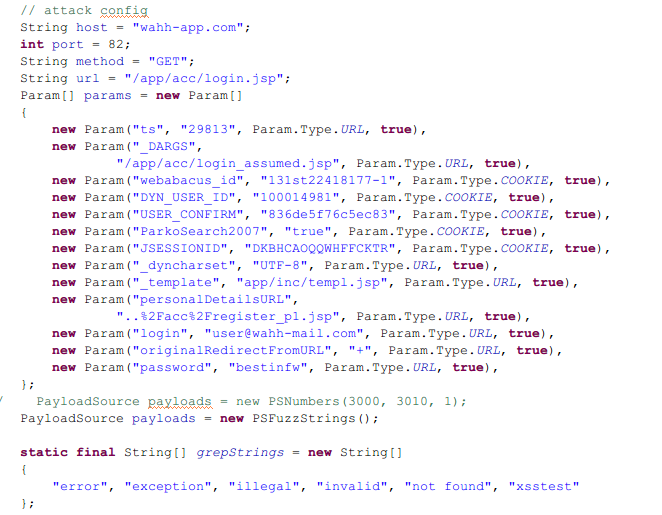 // attack config
String host = "wahh-app.com";
int port = 82;
String method = "GET";
String url = "/app/acc/login.jsp";
Param[] params = new Param[]
{
new Param("ts", "29813", Param.Type.URL, true),
new Param("_DARGS",
"/app/acc/login_assumed.jsp", Param.Type.URL, true),
new Param("webabacus_id", "131st22418177-1", Param.Type.COOKIE, true),
new Param("DYN_USER_ID", "100014981", Param.Type.COOKIE, true),
new Param("USER_CONFIRM", "836de5f76c5ec83", Param.Type.COOKIE, true),
new Param("ParkoSearch2007", "true", Param.Type.COOKIE, true),
new Param("JSESSIONID", "DKBHCAOQQWHFFCKTR", Param.Type.COOKIE, true),
new Param("_dyncharset", "UTF-8", Param.Type.URL, true),
new Param("_template", "app/inc/temp1.jsp", Param.Type.URL, true),
new Param("personalDetailsURL",
"..%2Facc%2Fregister_p1.jsp", Param.Type.URL, true),
new Param("login", "user@wahh-mail.com", Param.Type.URL, true),
new Param("originalRedirectFromURL", "+", Param.Type.URL, true),
new Param("password", "bestinfw", Param.Type.URL, true),
};
/ PayloadSource payloads = new PSNumbers(3000, 3010, 1);
PayloadSource payloads = new PSFuzzStrings();
static final String[] grepStrings = new String[]
{
"error", "exception", "illegal", "invalid", "not found", "xsstest"
};